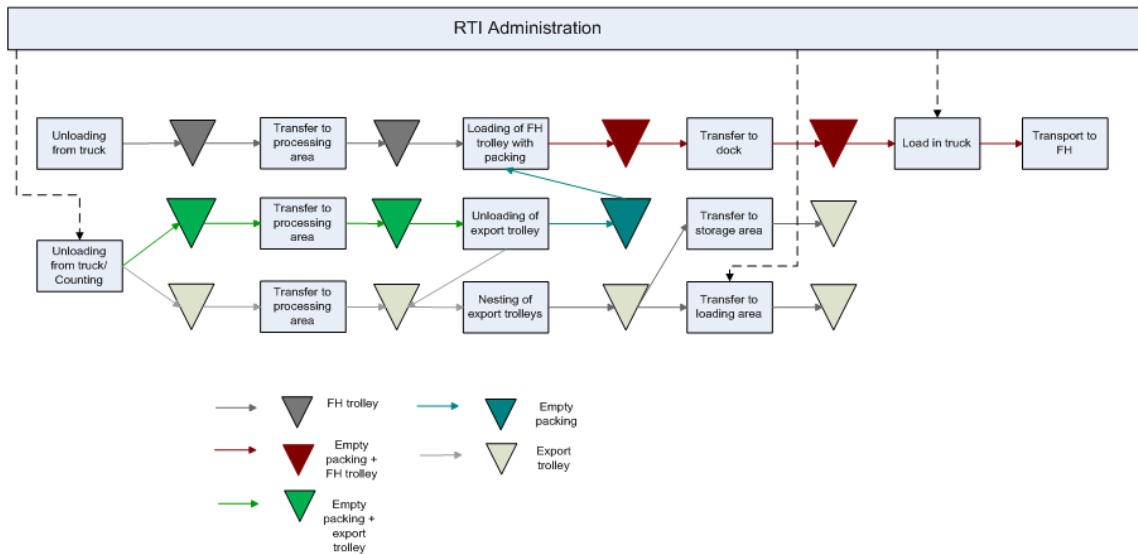 RTI Administration
Unloading
from truck
Transfer to
processing
area
Loading of FH
trolley with
packing
Transfer to
dock
Load in truck
Transport to
FH
Unloading
from truck/
Counting
Transfer to
processing
area
Unloading of
export trolley
Transfer to
storage area
Transfer to
processing
area
Nesting of
export trolleys
Transfer to
loading area
FH trolley
Empty
packing
Empty
packing +
FH trolley
Export
trolley
Empty
packing +
export
trolley